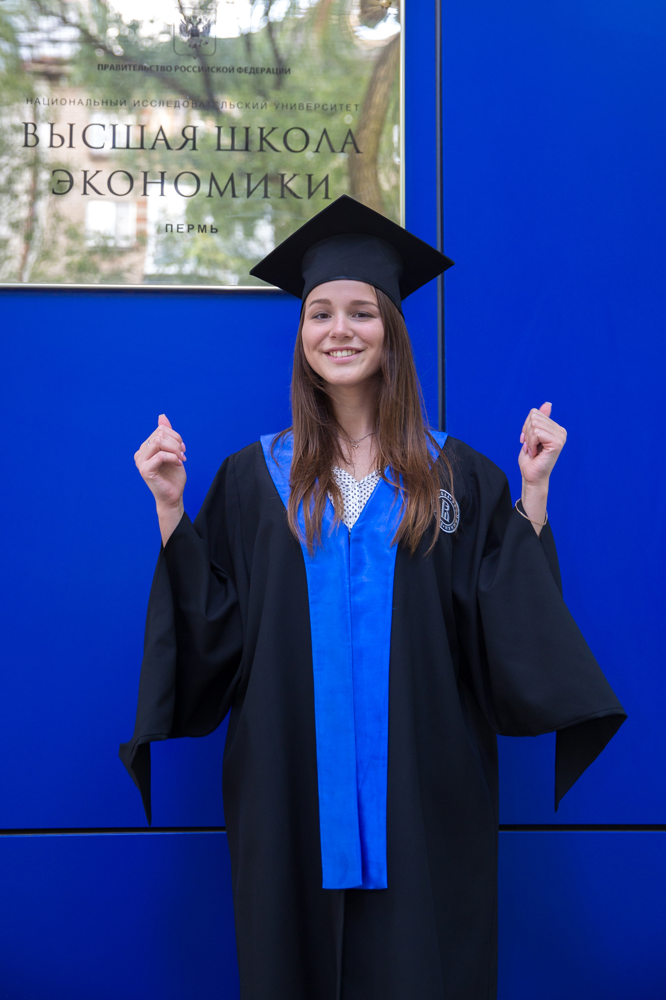 ПРАВИТЕЛЬСТВО РОССИЙСКОЙ ФЕДЕРАЦИИ
НАЦИОНАЛЬНЫЙ ИССЛЕДОВАТЕЛЬСКИЙ УНИВЕРСИТЕТ
ВЫСШАЯ ШКОЛА
ЭКОНОМИКИ
ПЕРМЬ